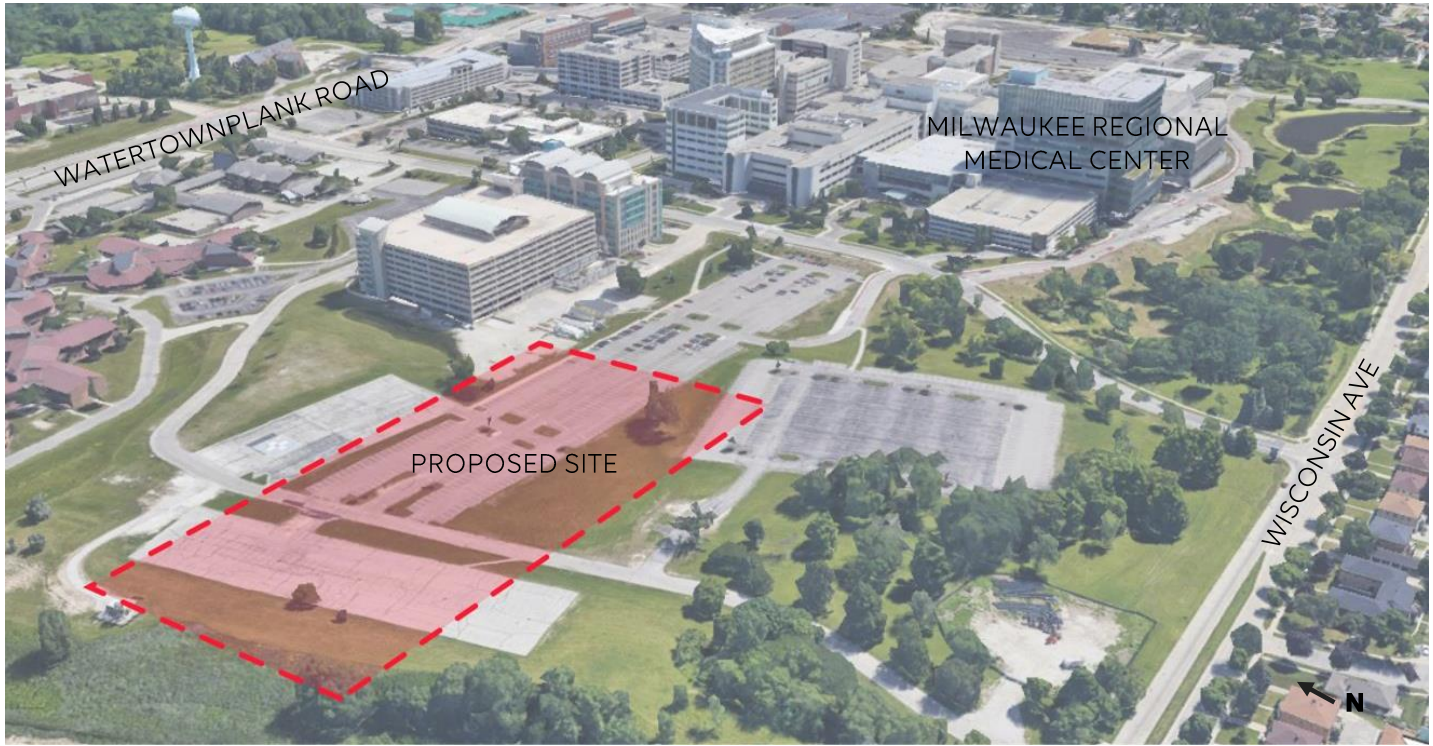 WATERTOWNPLANK ROAD
MILWAUKEE REGIONAL
MEDICAL CENTER
PROPOSED SITE
WISCONSIN AVE
N